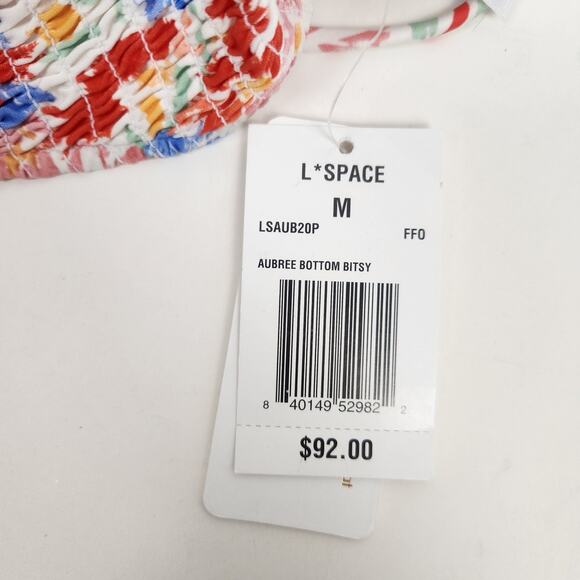 L*SPACE
M
LSAUB20P FFO
AUBREE BOTTOM BITSY
8 40149 52982 2
$92.00